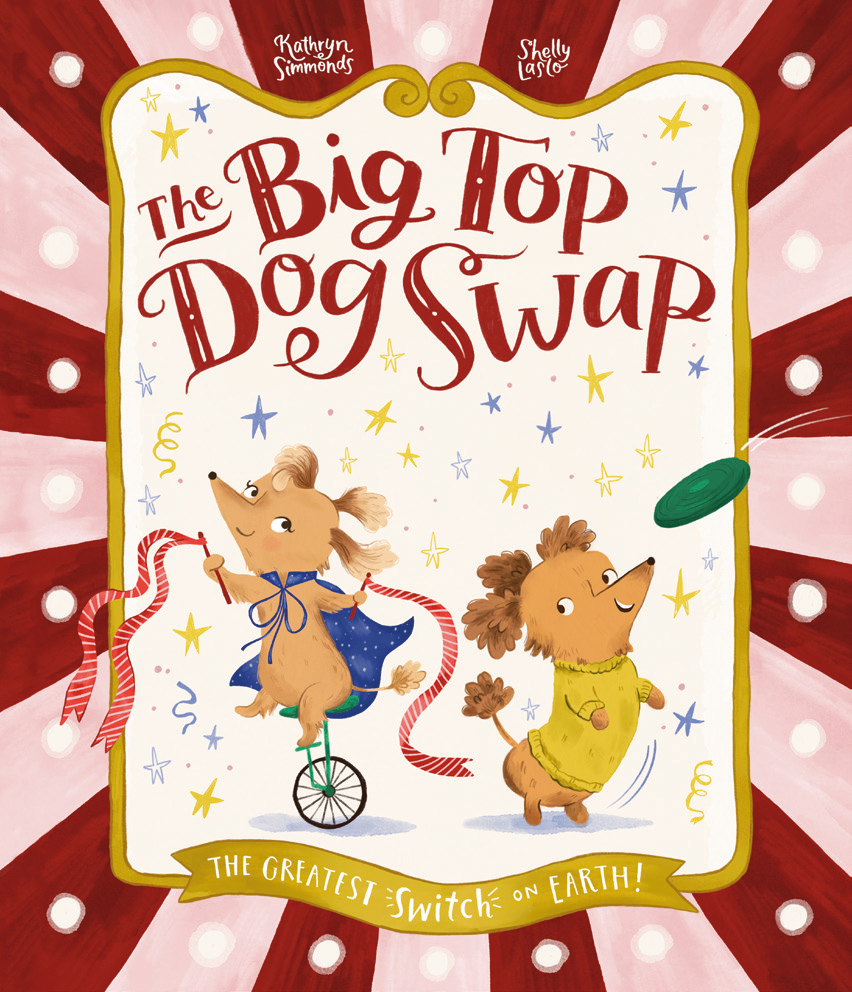 Kathryn
Simmonds
Shelly
Laslo
The Big Top
Dog Swap
THE GREATEST Switch ON EARTH!